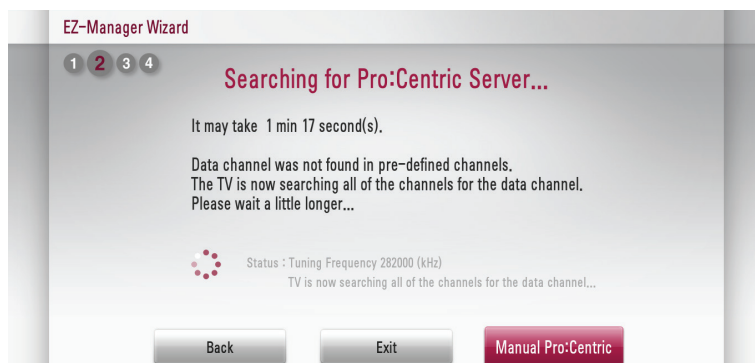 EZ-Manager Wizard
1 2 3 4
Searching for Pro:Centric Server...
It may take 1 min 17 second(s).
Data channel was not found in pre-defined channels.
The TV is now searching all of the channels for the data channel.
Please wait a little longer...
Status : Tuning Frequency 282000 (kHz)
TV is now searching all of the channels for the data channel...
Back Exit Manual Pro:Centric